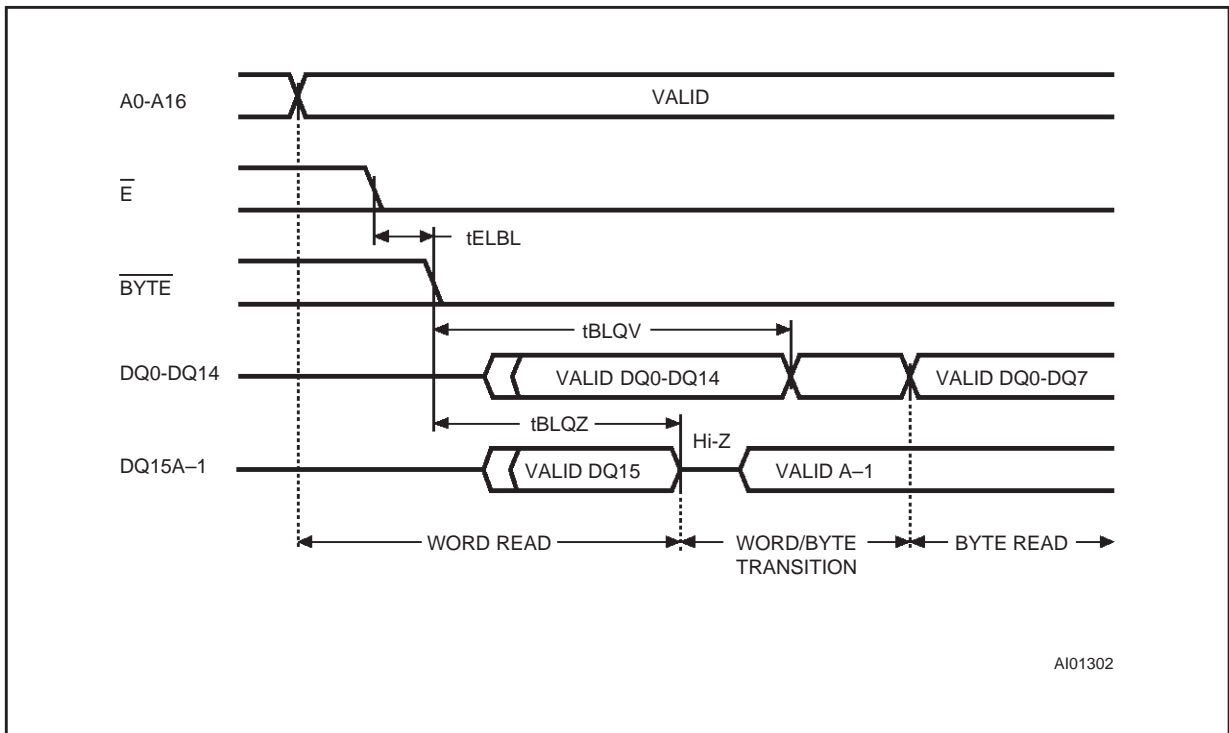 A0-A16
VALID
E
tELBL
BYTE
tBLQV
DQ0-DQ14
VALID DQ0-DQ14
VALID DQ0-DQ7
tBLQZ
Hi-Z
DQ15A–1
VALID DQ15
VALID A–1
WORD READ
WORD/BYTE
TRANSITION
BYTE READ
AI01302